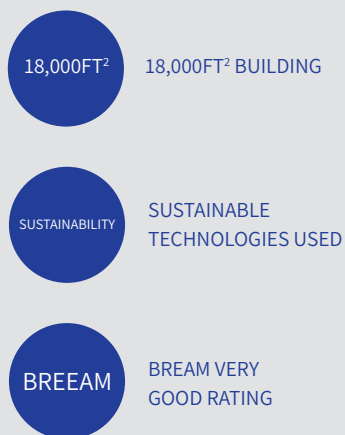 18,000FT² 18,000FT² BUILDING
SUSTAINABILITY
SUSTAINABLE
TECHNOLOGIES USED
BREEAM
BREAM VERY
GOOD RATING